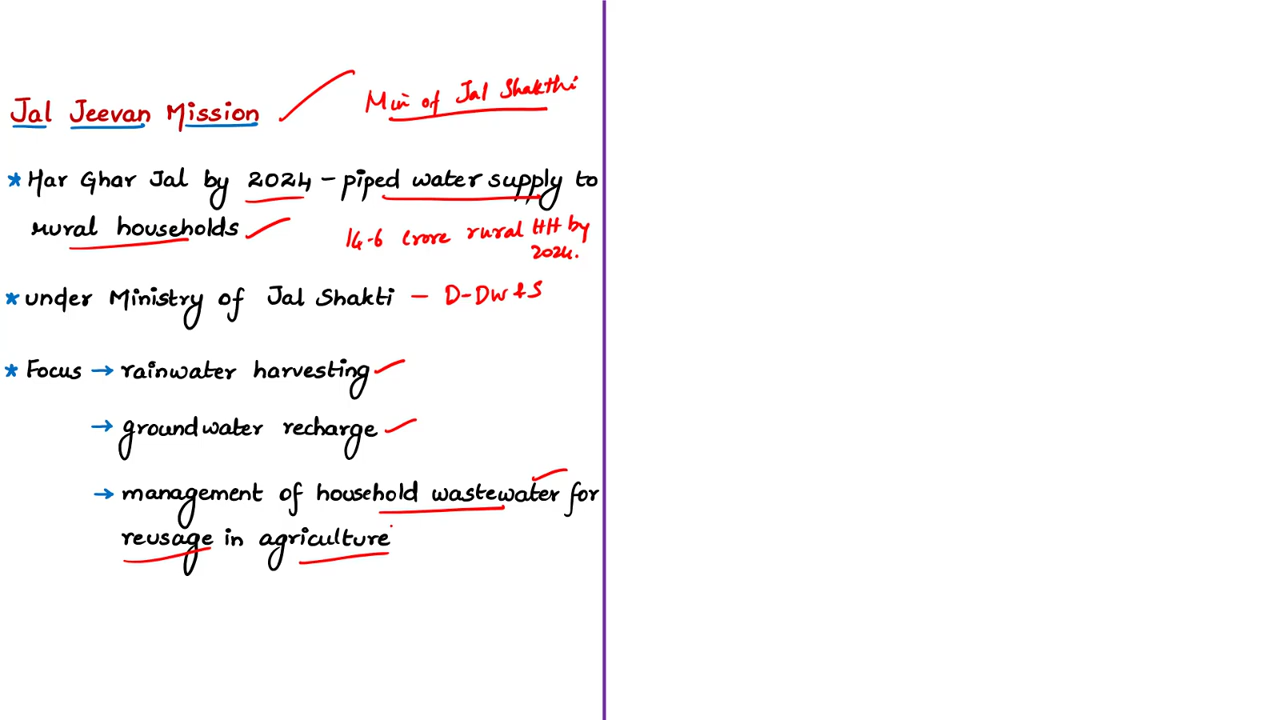 Jal Jeevan Mission
Min of Jal Shakthi
* Har Ghar Jal by 2024 - piped water supply to
rural households
14.6 crore rural HH by
2024.
* under Ministry of Jal Shakti - D-DW&S
* Focus → rainwater harvesting
→ groundwater recharge
→ management of household wastewater for
reusage in agriculture